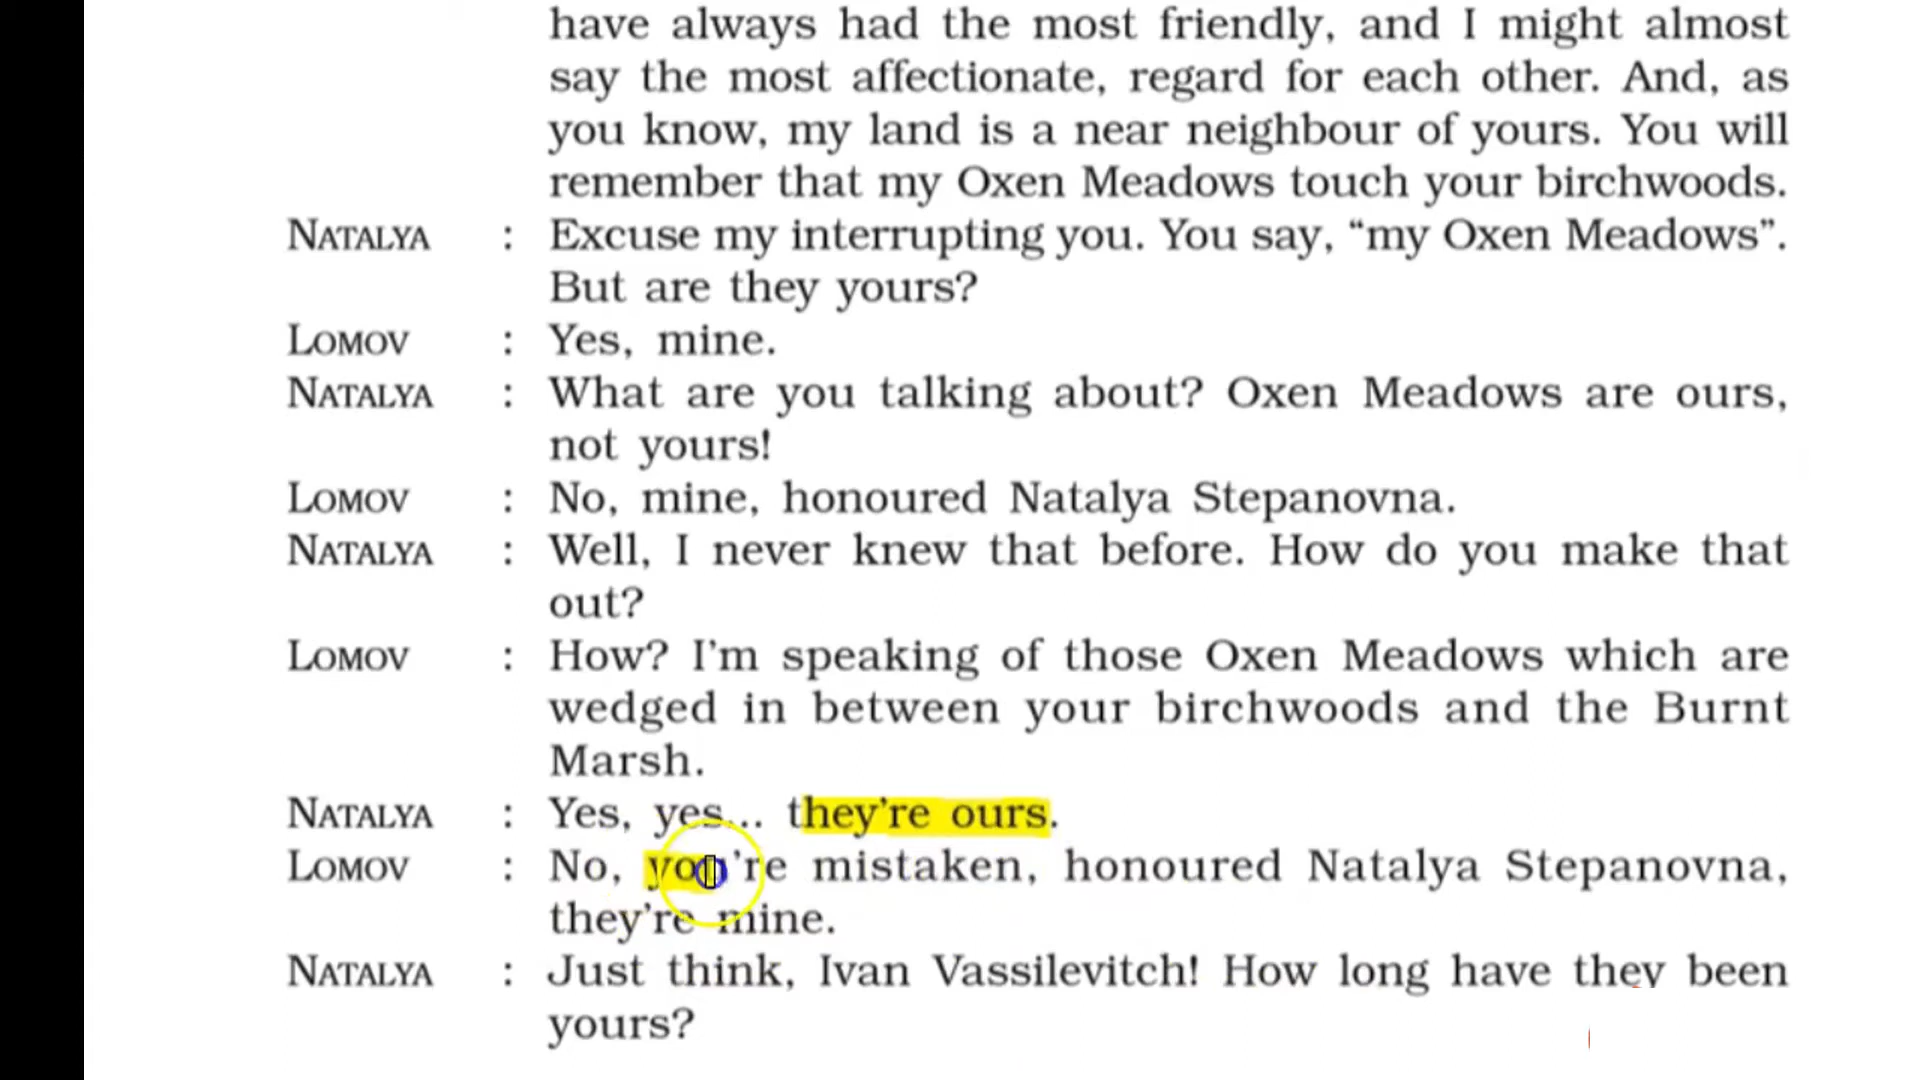 have always had the most friendly, and I might almost
say the most affectionate, regard for each other. And, as
you know, my land is a near neighbour of yours. You will
remember that my Oxen Meadows touch your birchwoods.
NATALYA : Excuse my interrupting you. You say, “my Oxen Meadows”.
But are they yours?
LOMOV : Yes, mine.
NATALYA : What are you talking about? Oxen Meadows are ours,
not yours!
LOMOV : No, mine, honoured Natalya Stepanovna.
NATALYA : Well, I never knew that before. How do you make that
out?
LOMOV : How? I’m speaking of those Oxen Meadows which are
wedged in between your birchwoods and the Burnt
Marsh.
NATALYA : Yes, yes... they’re ours.
LOMOV : No, you’re mistaken, honoured Natalya Stepanovna,
they’re mine.
NATALYA : Just think, Ivan Vassilevitch! How long have they been
yours?